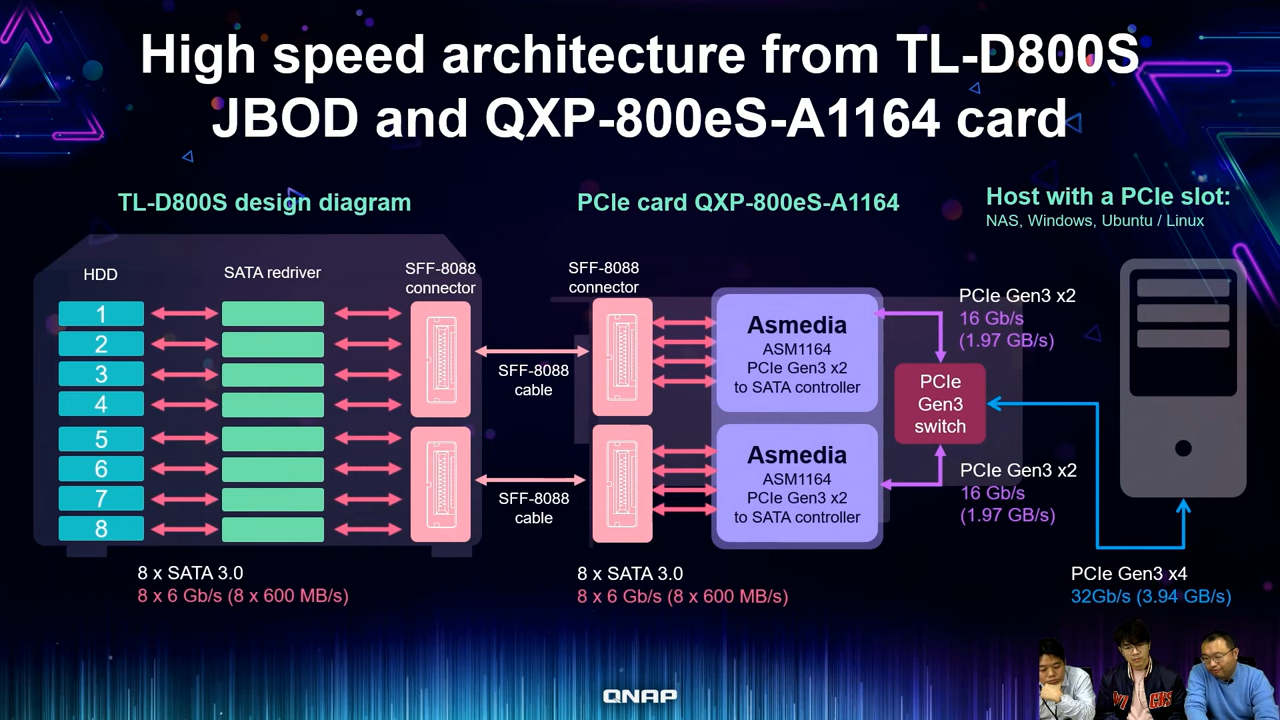 High speed architecture from TL-D800S
JBOD and QXP-800eS-A1164 card
TL-D800S design diagram
HDD
SATA redriver
SFF-8088
connector
1
2
3
4
5
6
7
8
8 x SATA 3.0
8 x 6 Gb/s (8 x 600 MB/s)
SFF-8088
cable
SFF-8088
cable
PCIe card QXP-800eS-A1164
SFF-8088
connector
Asmedia
ASM1164
PCIe Gen3 x2
to SATA controller
Asmedia
ASM1164
PCIe Gen3 x2
to SATA controller
8 x SATA 3.0
8 x 6 Gb/s (8 x 600 MB/s)
PCIe Gen3 x2
16 Gb/s
(1.97 GB/s)
PCIe
Gen3
switch
PCIe Gen3 x2
16 Gb/s
(1.97 GB/s)
Host with a PCIe slot:
NAS, Windows, Ubuntu / Linux
PCIe Gen3 x4
32Gb/s (3.94 GB/s)
QNAP